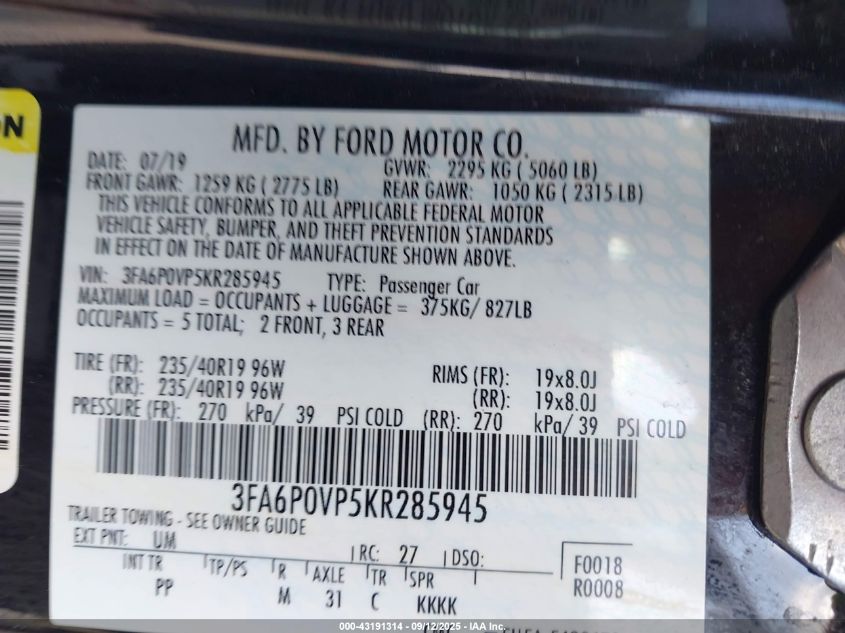 ON
MFD. BY FORD MOTOR CO.
DATE: 07/19 GVWR: 2295 KG ( 5060 LB)
FRONT GAWR: 1259 KG ( 2775 LB) REAR GAWR: 1050 KG ( 2315 LB)
THIS VEHICLE CONFORMS TO ALL APPLICABLE FEDERAL MOTOR
VEHICLE SAFETY, BUMPER, AND THEFT PREVENTION STANDARDS
IN EFFECT ON THE DATE OF MANUFACTURE SHOWN ABOVE.
VIN: 3FA6P0VP5KR285945 TYPE: Passenger Car
MAXIMUM LOAD = OCCUPANTS + LUGGAGE = 375KG/ 827LB
OCCUPANTS = 5 TOTAL; 2 FRONT, 3 REAR
TIRE (FR): 235/40R19 96W RIMS (FR): 19x8.0J
(RR): 235/40R19 96W (RR): 19x8.0J
PRESSURE (FR): 270 kPa/ 39 PSI COLD (RR): 270 kPa/ 39 PSI COLD
3FA6P0VP5KR285945
TRAILER TOWING - SEE OWNER GUIDE
EXT PNT: UM RC: 27 DSO: F0018
INT TR TP/PS R AXLE TR SPR R0008
PP M 31 C KKKK
000-43191314 - 09/12/2025 - IAA Inc.